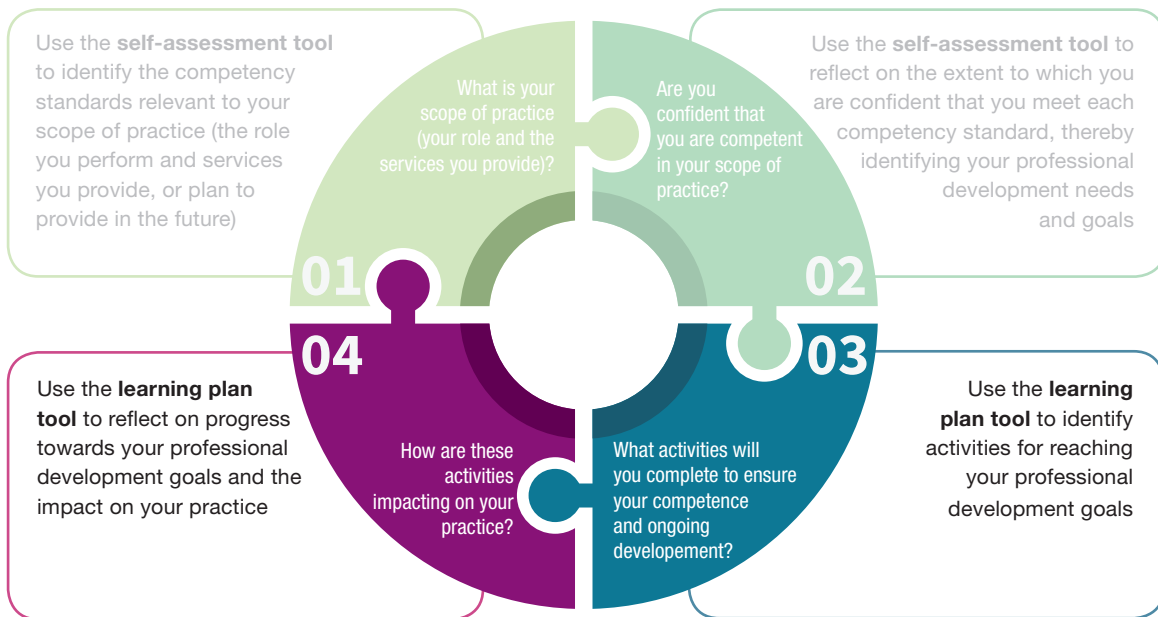 Use the self-assessment tool
to identify the competency
standards relevant to your
scope of practice (the role
you perform and services
you provide, or plan to
provide in the future)
What is your
scope of practice
(your role and the
services you provide)?
01
Are you
confident that
you are competent
in your scope of
practice?
02
Use the self-assessment tool to
reflect on the extent to which you
are confident that you meet each
competency standard, thereby
identifying your professional
development needs
and goals
03
What activities will
you complete to ensure
your competence
and ongoing
developement?
Use the learning
plan tool to identify
activities for reaching
your professional
development goals
04
How are these
activities
impacting on your
practice?
Use the learning plan
tool to reflect on progress
towards your professional
development goals and the
impact on your practice